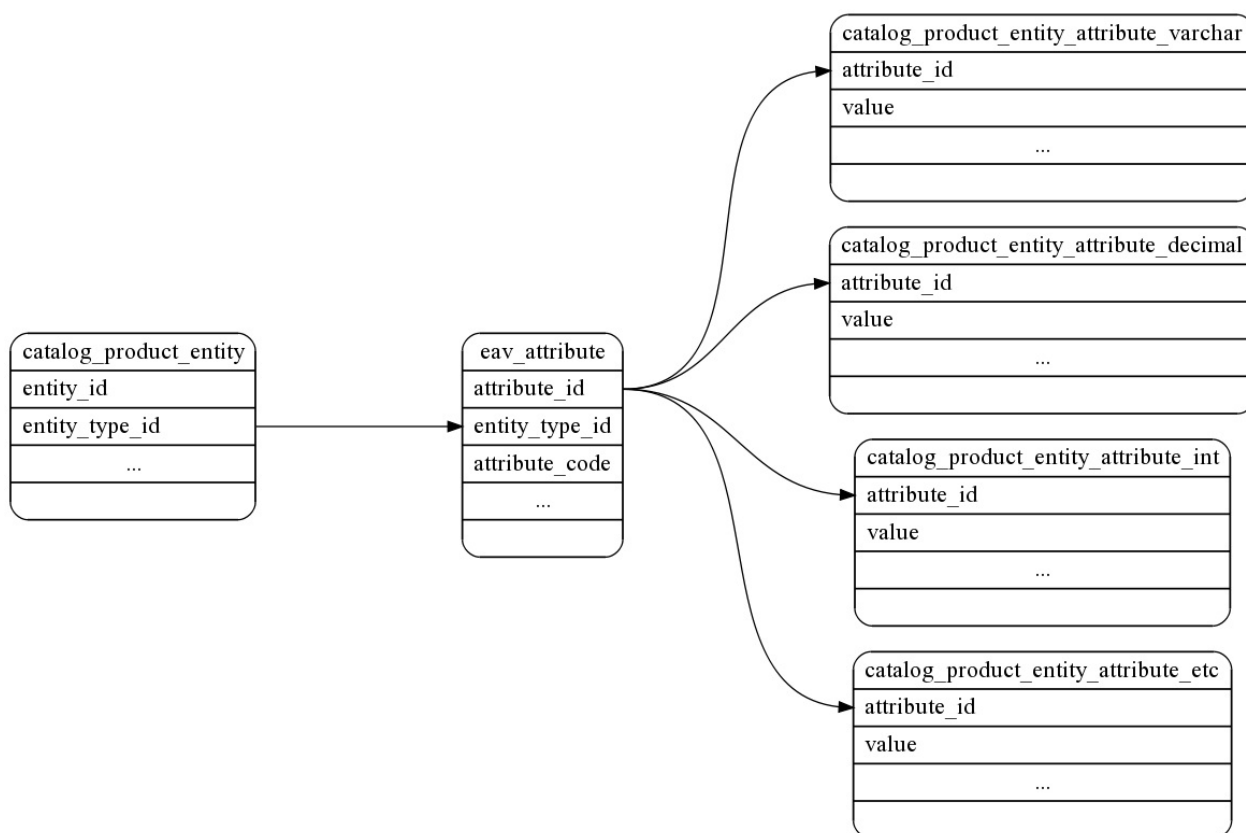 catalog_product_entity
entity_id
entity_type_id
...
eav_attribute
attribute_id
entity_type_id
attribute_code
...
catalog_product_entity_attribute_varchar
attribute_id
value
...
catalog_product_entity_attribute_decimal
attribute_id
value
...
catalog_product_entity_attribute_int
attribute_id
value
...
catalog_product_entity_attribute_etc
attribute_id
value
...